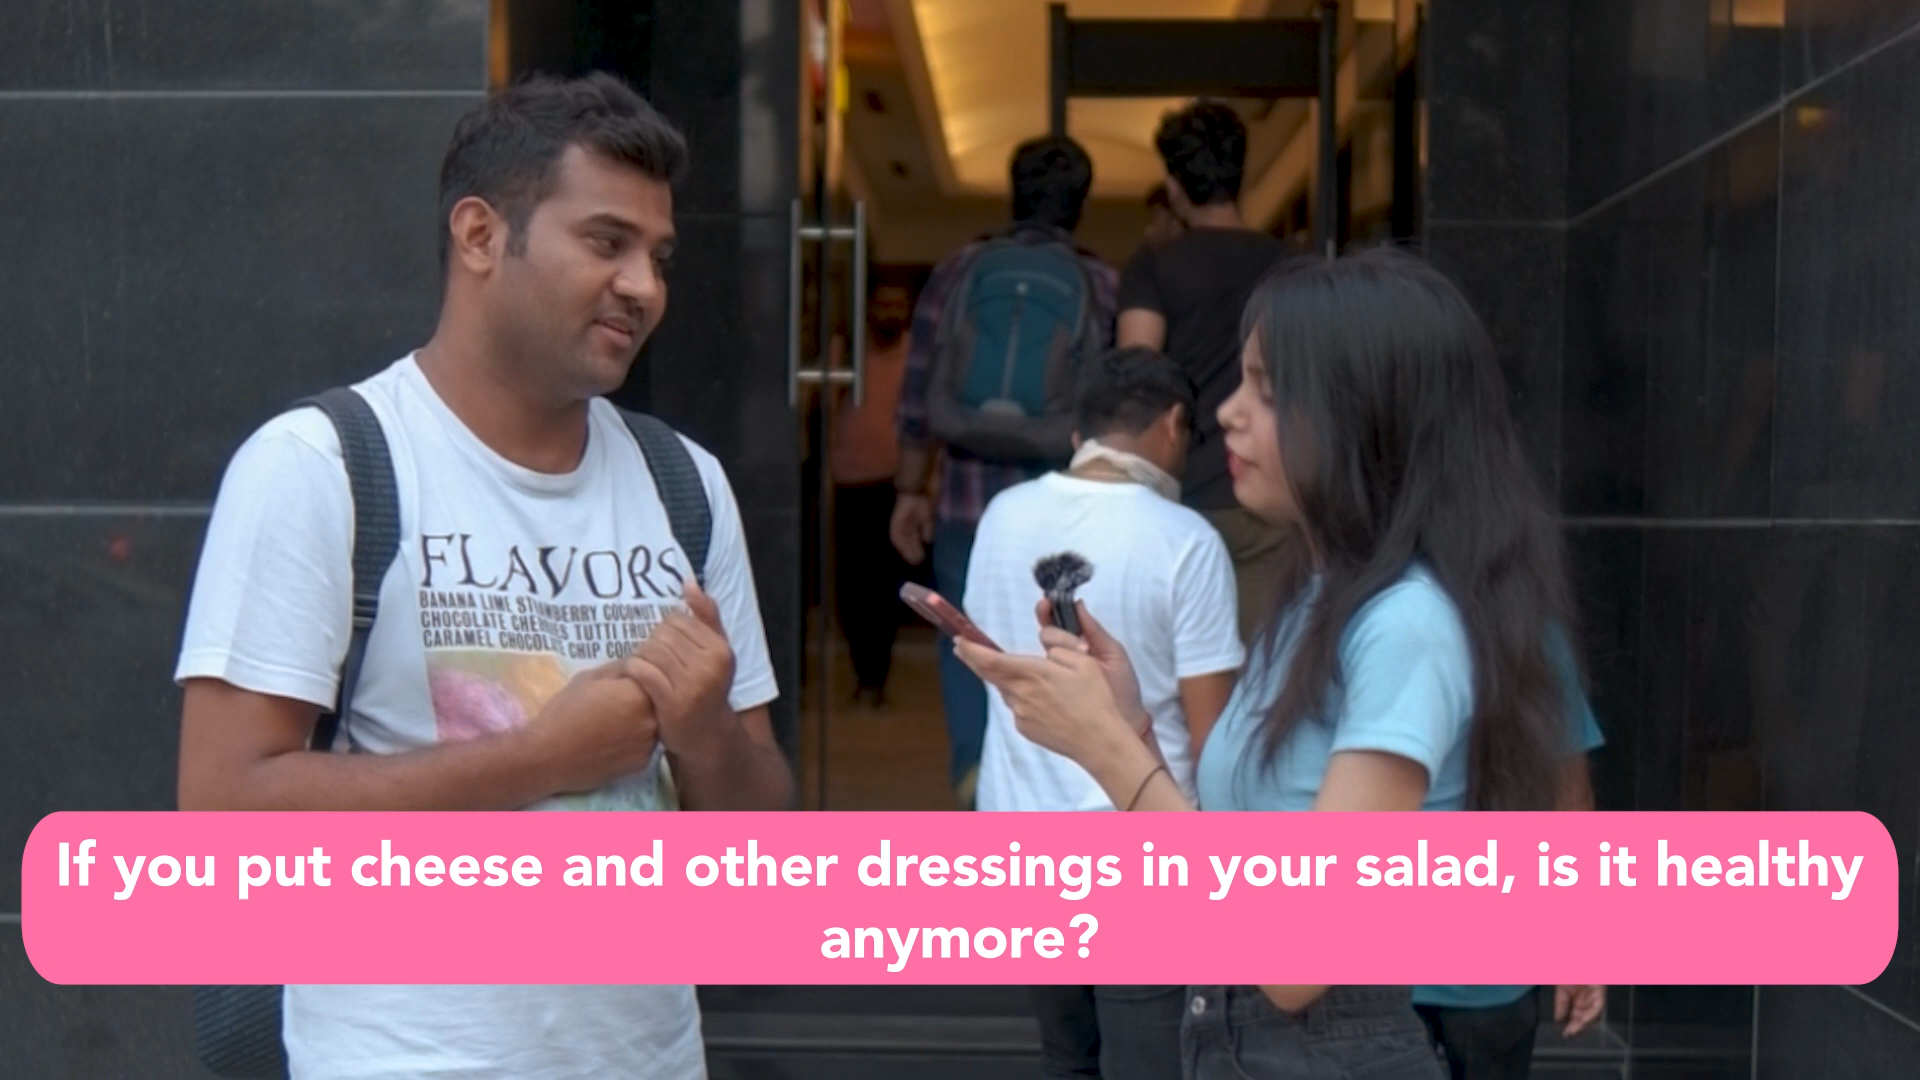 FLAVORS
BANANA LIME STRAWBERRY COCONUT
CHOCOLATE CHERRIES TUTTI
CARAMEL CHOCOLATE CHIP
If you put cheese and other dressings in your salad, is it healthy
anymore?